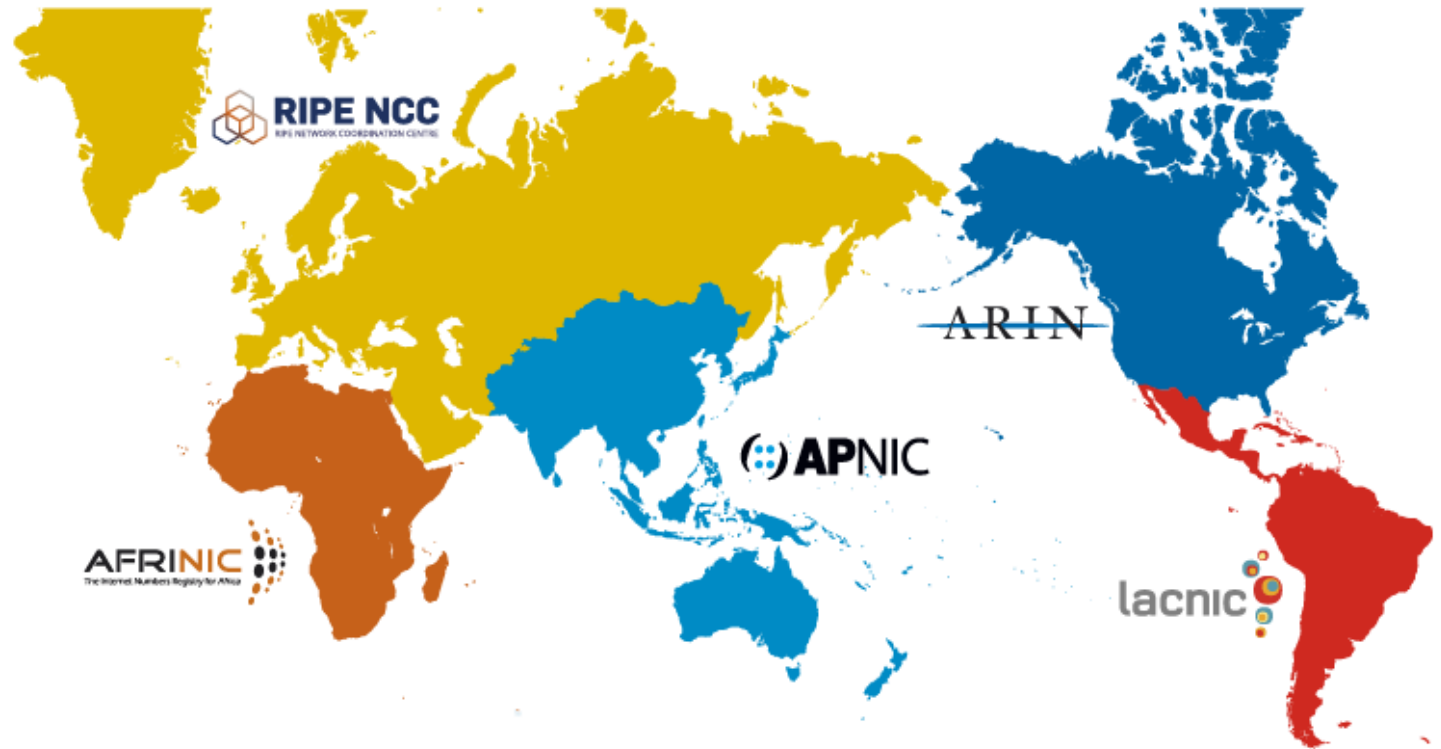 RIPE NCC
RIPE NETWORK COORDINATION CENTRE
ARIN
APNIC
AFRINIC
The Internet Numbers Registry for Africa
lacnic